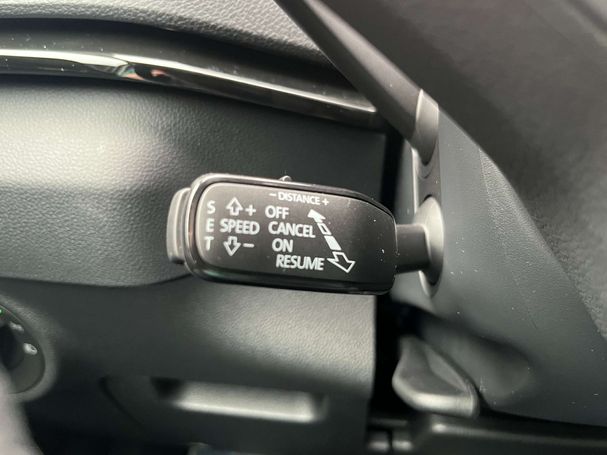 - DISTANCE +
S + OFF
E SPEED CANCEL
T - ON
RESUME